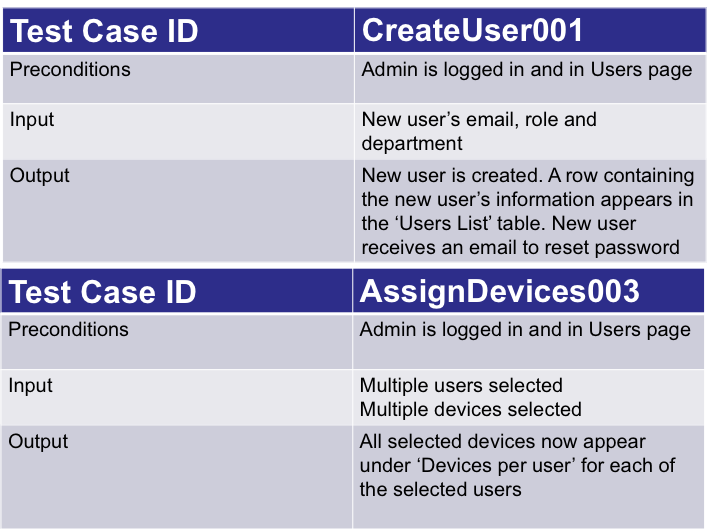 Test Case ID CreateUser001
Preconditions Admin is logged in and in Users page
Input New user’s email, role and
department
Output New user is created. A row containing
the new user’s information appears in
the ‘Users List’ table. New user
receives an email to reset password
Test Case ID AssignDevices003
Preconditions Admin is logged in and in Users page
Input Multiple users selected
Multiple devices selected
Output All selected devices now appear
under ‘Devices per user’ for each of
the selected users